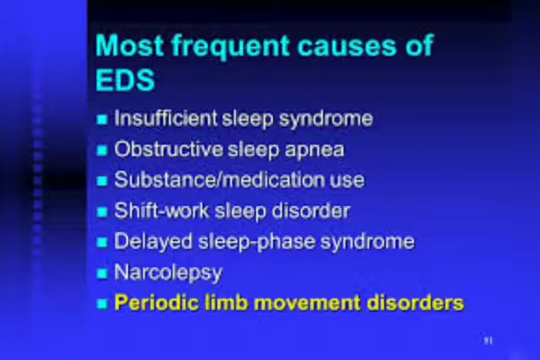 Most frequent causes of
EDS
Insufficient sleep syndrome
Obstructive sleep apnea
Substance/medication use
Shift-work sleep disorder
Delayed sleep-phase syndrome
Narcolepsy
Periodic limb movement disorders